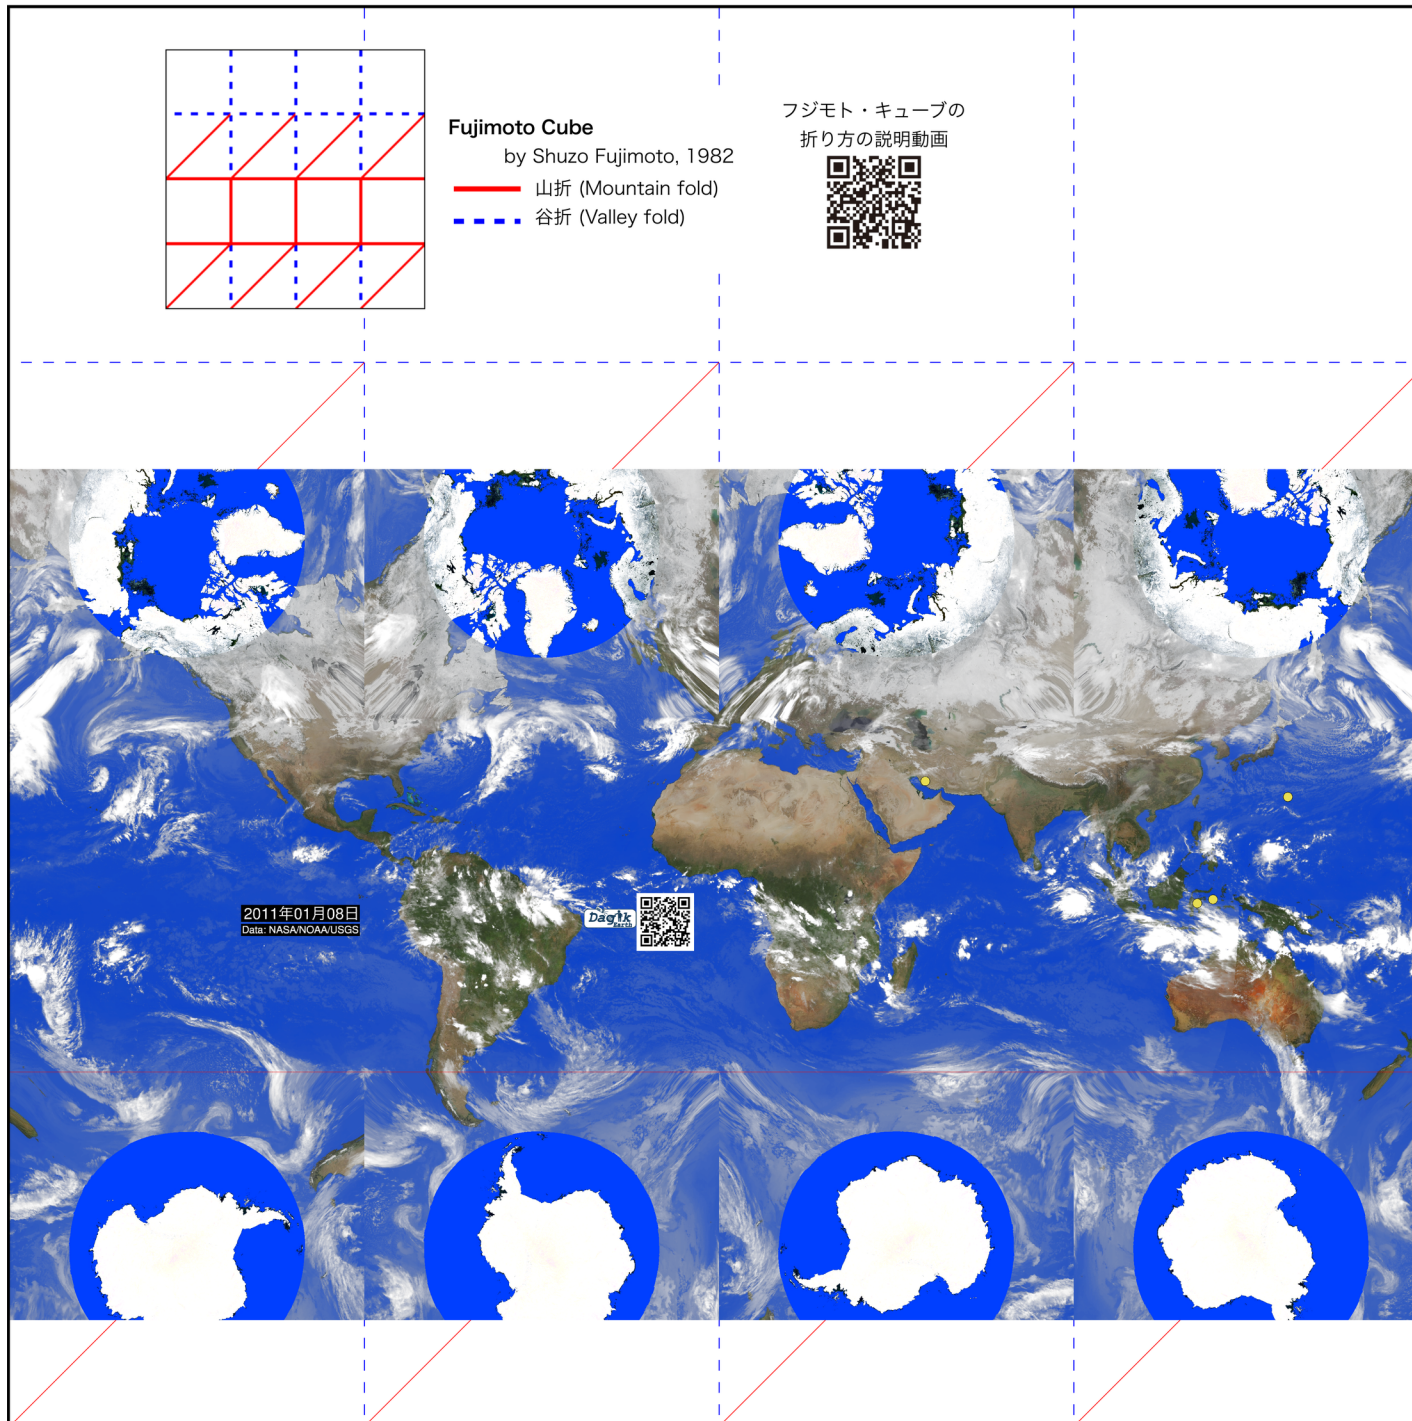 Fujimoto Cube
by Shuzo Fujimoto, 1982
山折 (Mountain fold)
谷折 (Valley fold)
フジモト・キューブの
折り方の説明動画
2011年01月08日
Data: NASA/NOAA/USGS
Dagik
Earth